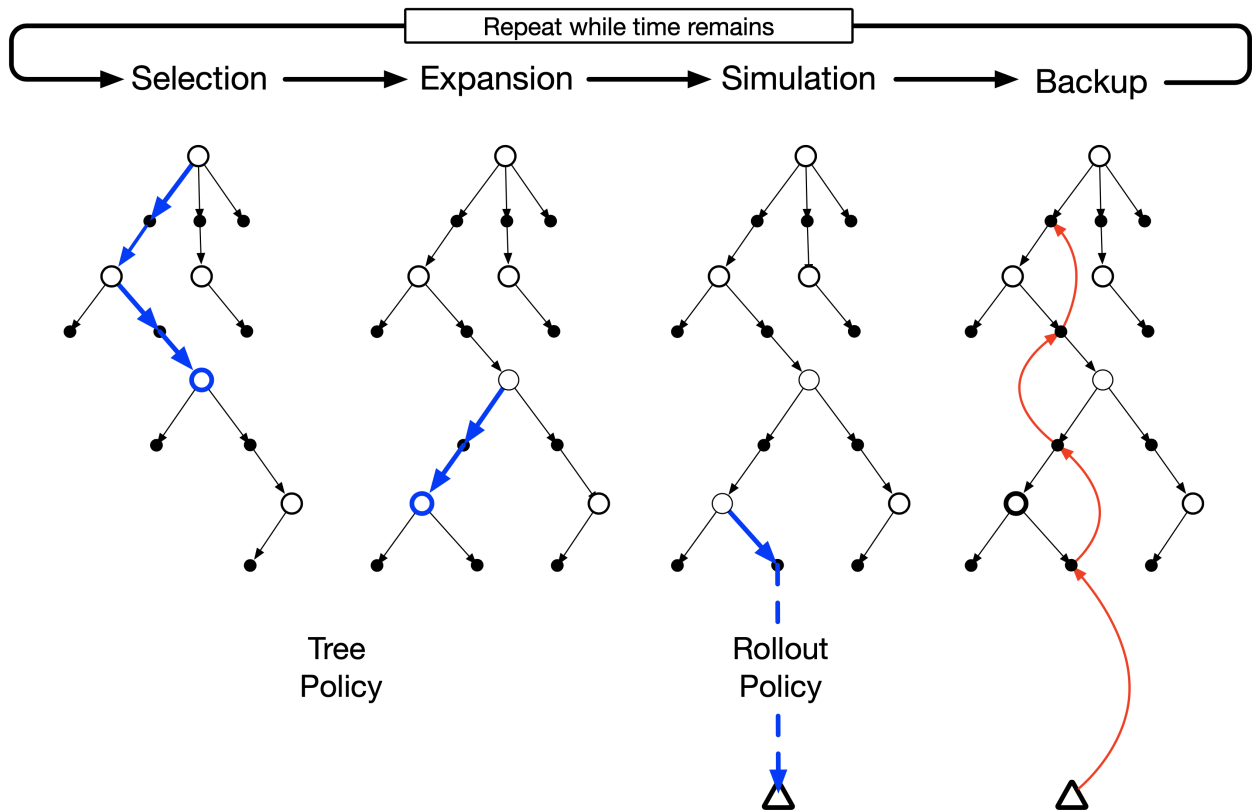 Repeat while time remains
Selection
Expansion
Simulation
Backup
Tree
Policy
Rollout
Policy